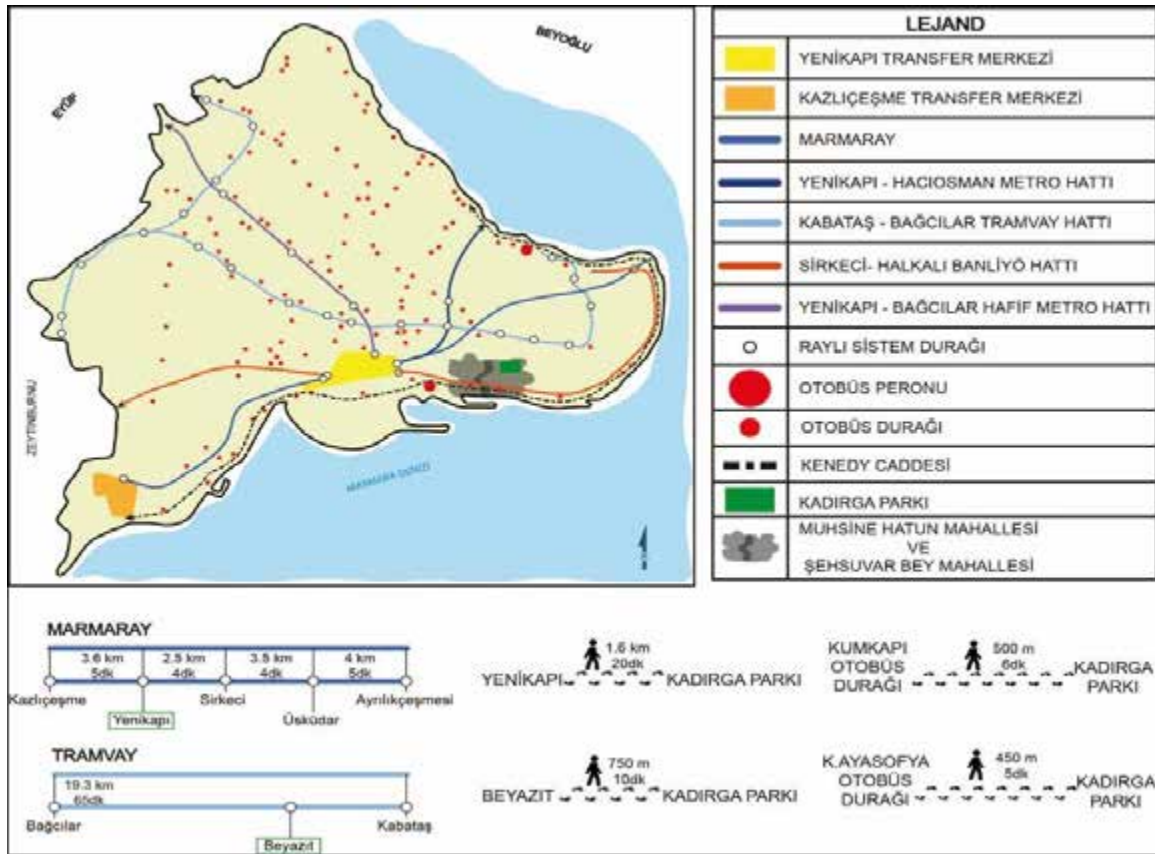 BEYOĞLU
EYÜP
ZEYTİNBURNU
MARMARA DENİZİ
LEJAND
YENİKAPI TRANSFER MERKEZİ
KAZLIÇEŞME TRANSFER MERKEZİ
MARMARAY
YENİKAPI - HACIOSMAN METRO HATTI
KABATAŞ - BAĞCILAR TRAMVAY HATTI
SİRKECİ- HALKALI BANLİYÖ HATTI
YENİKAPI - BAĞCILAR HAFİF METRO HATTI
RAYLI SİSTEM DURAĞI
OTOBÜS PERONU
OTOBÜS DURAĞI
KENEDY CADDESİ
KADIRGA PARKI
MUHSİNE HATUN MAHALLESİ
VE
ŞEHSUVAR BEY MAHALLESİ
MARMARAY
3.6 km 2.5 km 3.5 km 4 km
5dk 4dk 4dk 5dk
Kazlıçeşme Sirkeci Ayrılıkçeşmesi
Yenikapı Üsküdar
TRAMVAY
19.3 km
65dk
Bağcılar Kabataş
Beyazıt
1.6 km
20dk
YENİKAPI KADIRGA PARKI
750 m
10dk
BEYAZIT KADIRGA PARKI
KUMKAPI
OTOBÜS
DURAĞI
500 m
6dk
KADIRGA
PARKI
K.AYASOFYA
OTOBÜS
DURAĞI
450 m
5dk
KADIRGA
PARKI